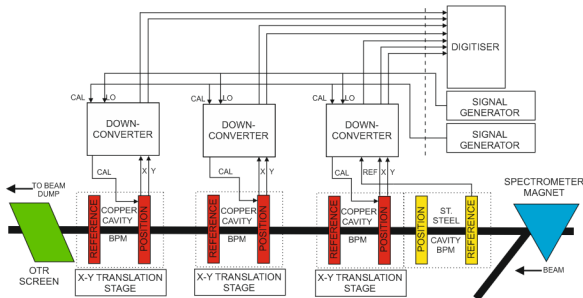 DIGITISER
CAL
LO
CAL
LO
CAL
LO
SIGNAL
GENERATOR
SIGNAL
GENERATOR
DOWN-
CONVERTER
DOWN-
CONVERTER
DOWN-
CONVERTER
CAL
X
Y
CAL
X
Y
CAL
REF
X
Y
TO BEAM
DUMP
REFERENCE
COPPER
CAVITY
BPM
POSITION
REFERENCE
COPPER
CAVITY
BPM
POSITION
REFERENCE
COPPER
CAVITY
BPM
POSITION
POSITION
ST. STEEL
CAVITY
BPM
REFERENCE
SPECTROMETER
MAGNET
BEAM
OTR
SCREEN
X-Y TRANSLATION
STAGE
X-Y TRANSLATION
STAGE
X-Y TRANSLATION
STAGE